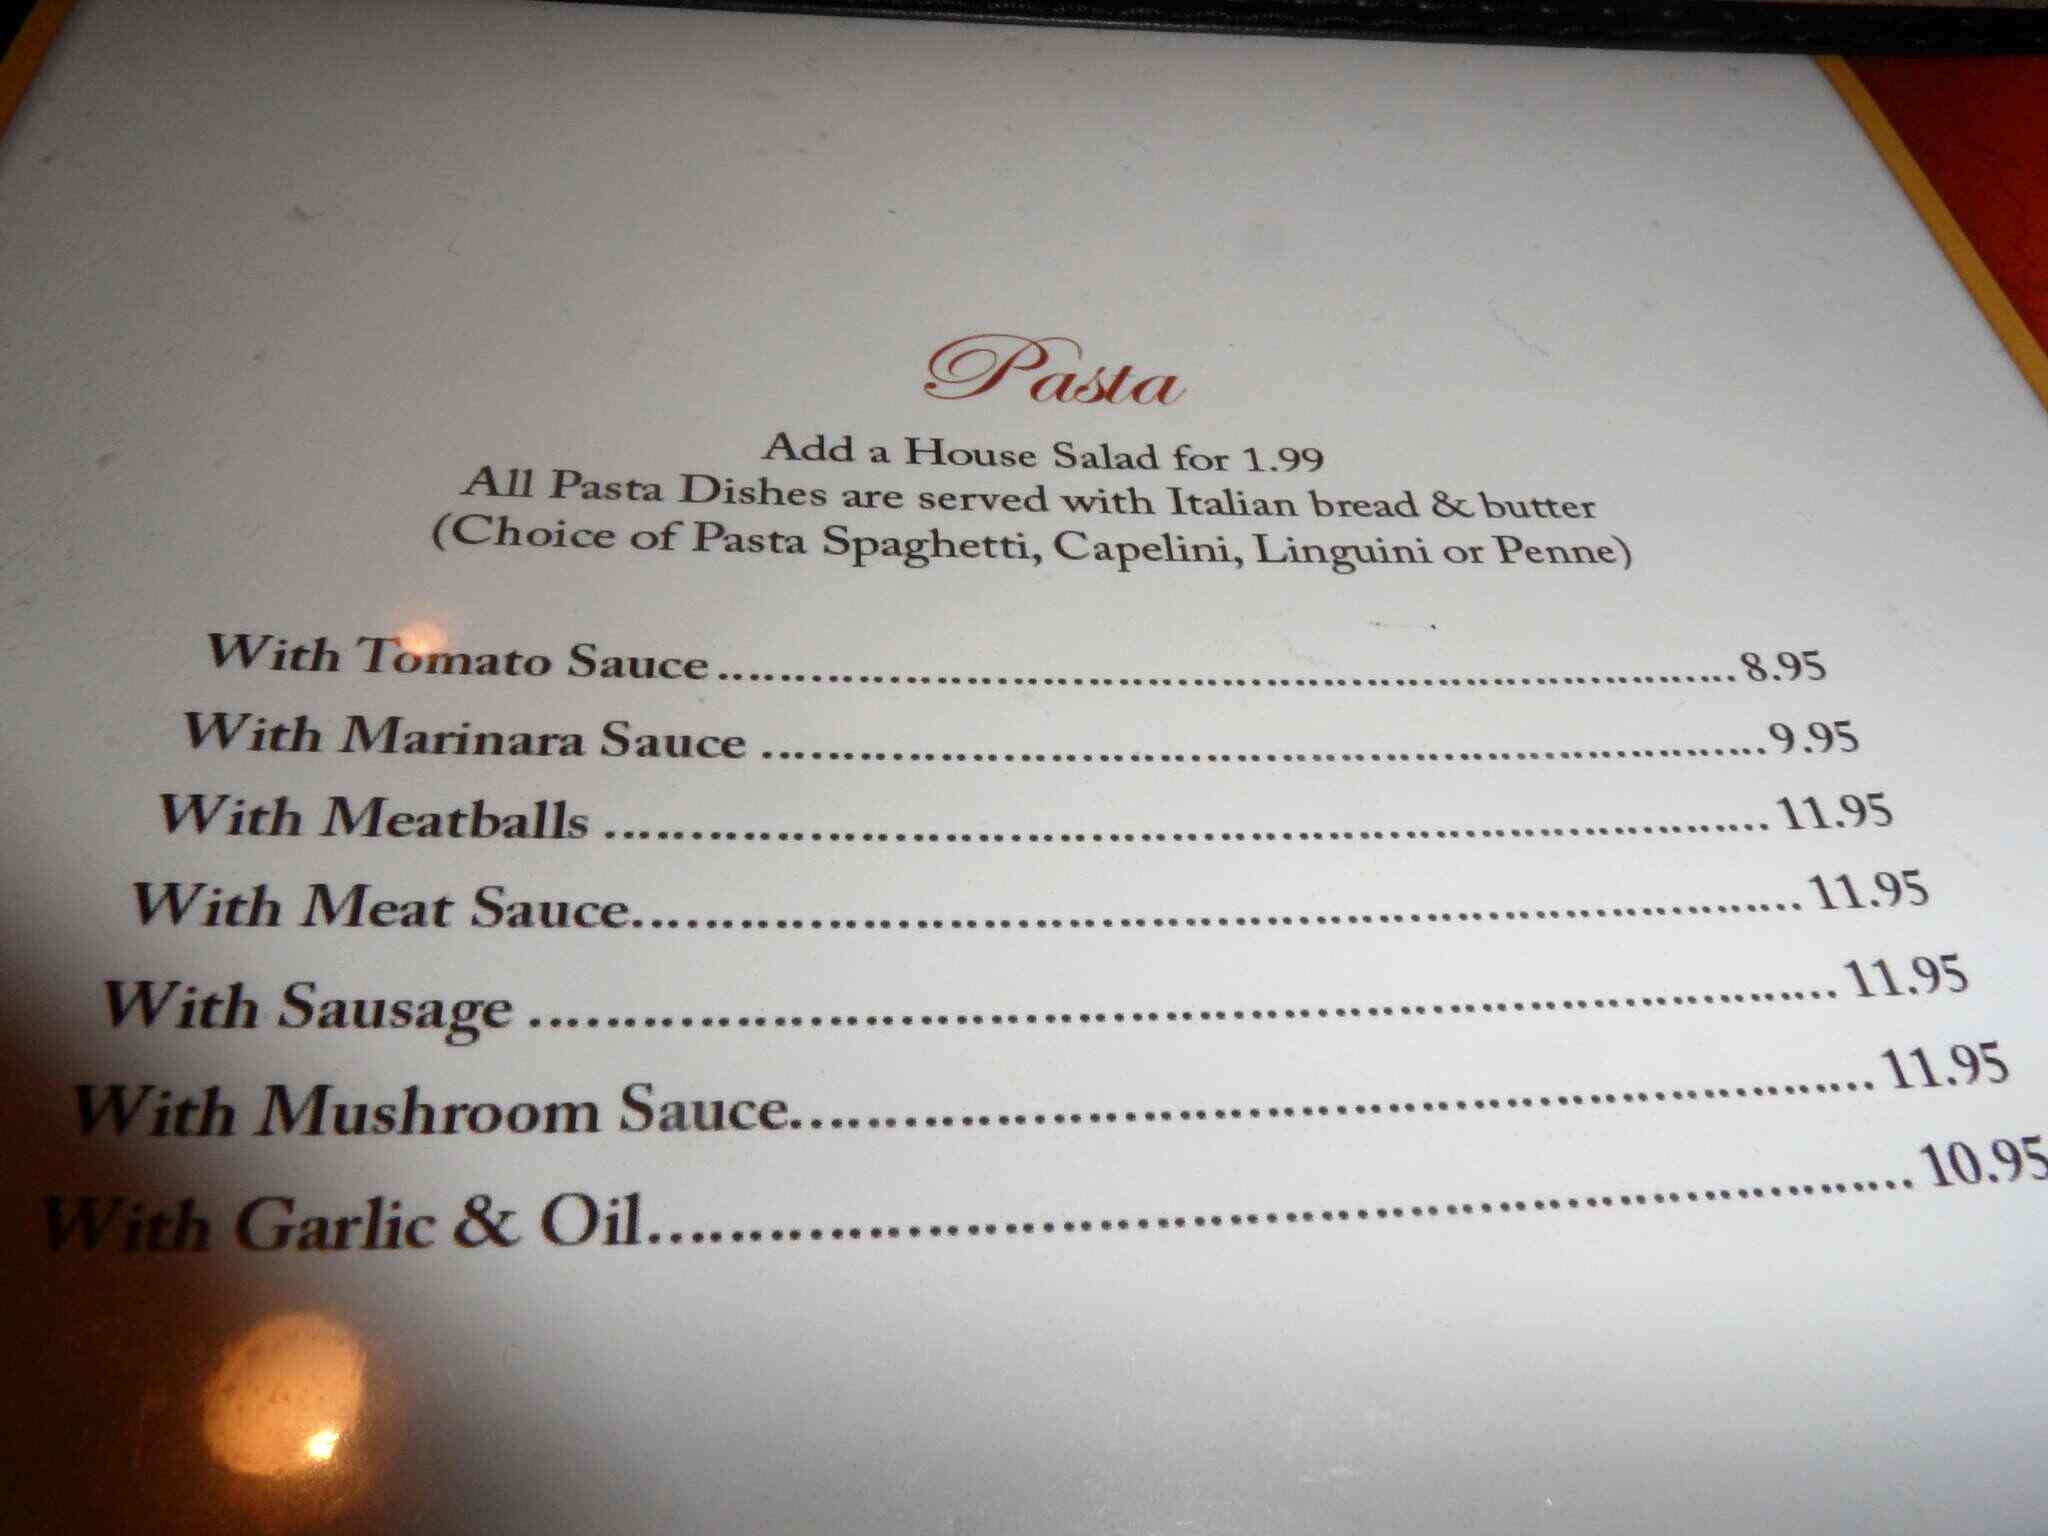 Pasta
Add a House Salad for 1.99
All Pasta Dishes are served with Italian bread & butter
(Choice of Pasta Spaghetti, Capelini, Linguini or Penne)
With Tomato Sauce 8.95
With Marinara Sauce 9.95
With Meatballs 11.95
With Meat Sauce 11.95
With Sausage 11.95
With Mushroom Sauce 11.95
With Garlic & Oil 10.95